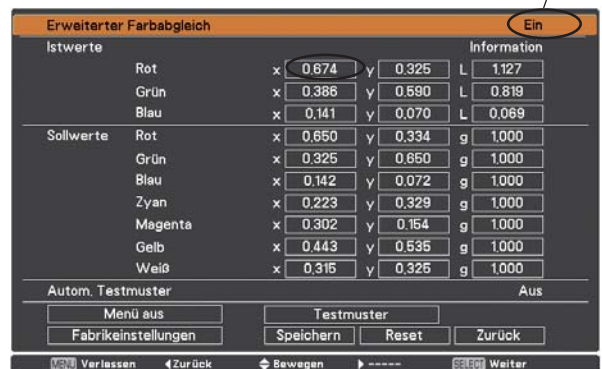 Erweiterter Farbabgleich Ein
Istwerte Information
Rot x 0,674 y 0,325 L 1,127
Grün x 0,386 y 0,590 L 0,819
Blau x 0,141 y 0,070 L 0,069
Sollwerte Rot x 0,650 y 0,334 g 1,000
Grün x 0,325 y 0,650 g 1,000
Blau x 0,142 y 0,072 g 1,000
Zyan x 0,223 y 0,329 g 1,000
Magenta x 0,302 y 0,154 g 1,000
Gelb x 0,443 y 0,535 g 1,000
Weiß x 0,315 y 0,325 g 1,000
Autom. Testmuster Aus
Menü aus Testmuster
Fabrikeinstellungen Speichern Reset Zurück
MENU Verlassen ◀Zurück ◆ Bewegen ▶ ----- SELECT Weiter